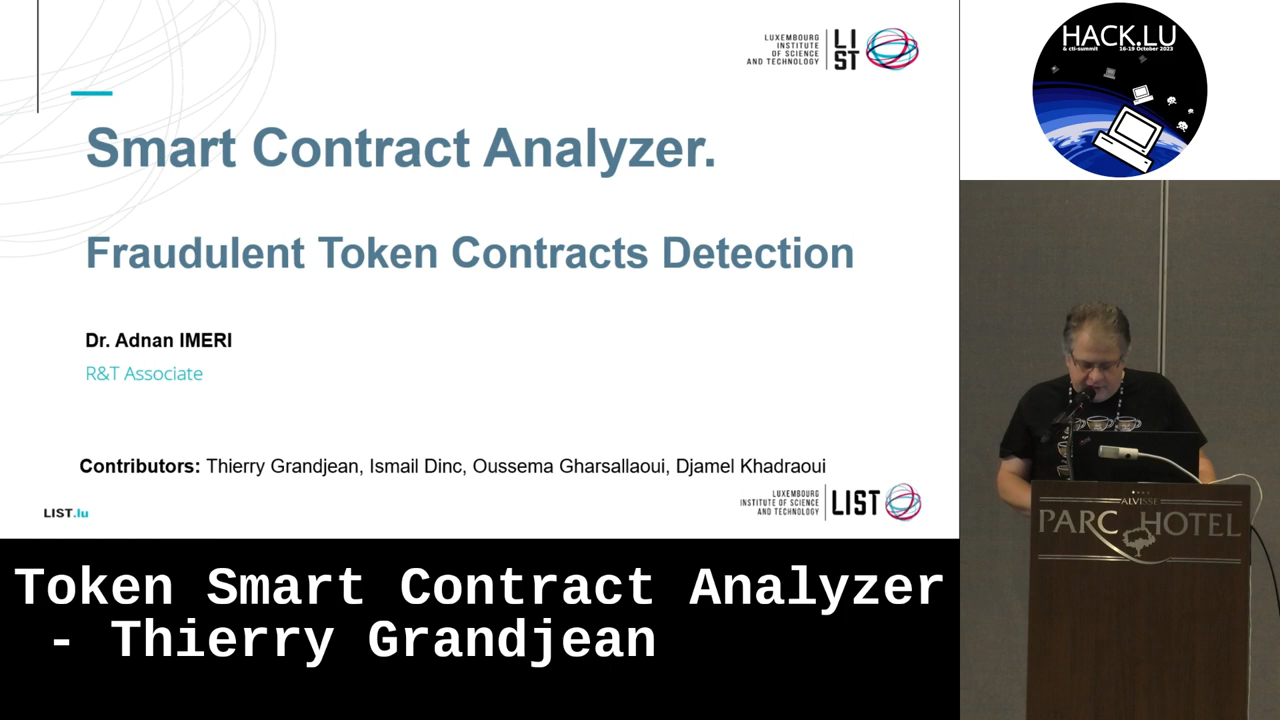 LUXEMBOURG
INSTITUTE
OF SCIENCE
AND TECHNOLOGY
LI
ST
HACK.LU
& cti-summit 16-19 October 2023
Smart Contract Analyzer.
Fraudulent Token Contracts Detection
Dr. Adnan IMERI
R&T Associate
Contributors: Thierry Grandjean, Ismail Dinc, Oussema Gharsallaoui, Djamel Khadraoui
LIST.lu
LUXEMBOURG
INSTITUTE OF SCIENCE
AND TECHNOLOGY
LIST
ALVISSE
PARC HOTEL
Token Smart Contract Analyzer
- Thierry Grandjean